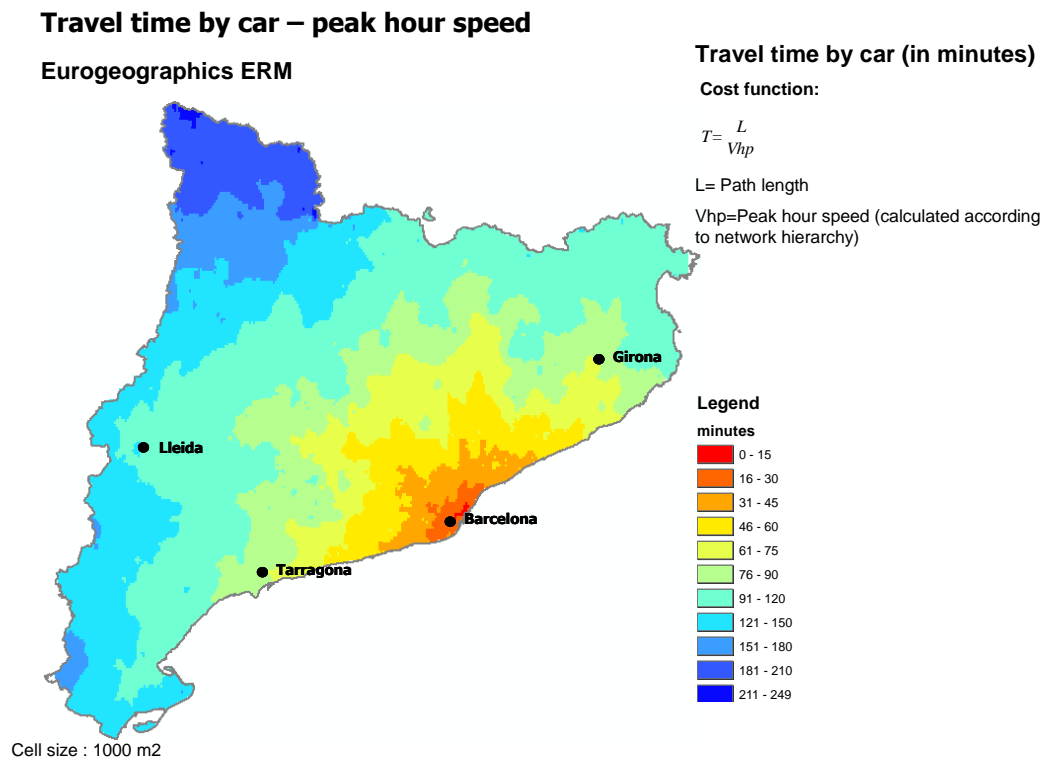 Travel time by car – peak hour speed
Eurogeographics ERM
Travel time by car (in minutes)
Cost function:
T= L
Vhp
L= Path length
Vhp=Peak hour speed (calculated according
to network hierarchy)
Girona
Lleida
Barcelona
Tarragona
Legend
minutes
0 - 15
16 - 30
31 - 45
46 - 60
61 - 75
76 - 90
91 - 120
121 - 150
151 - 180
181 - 210
211 - 249
Cell size : 1000 m2